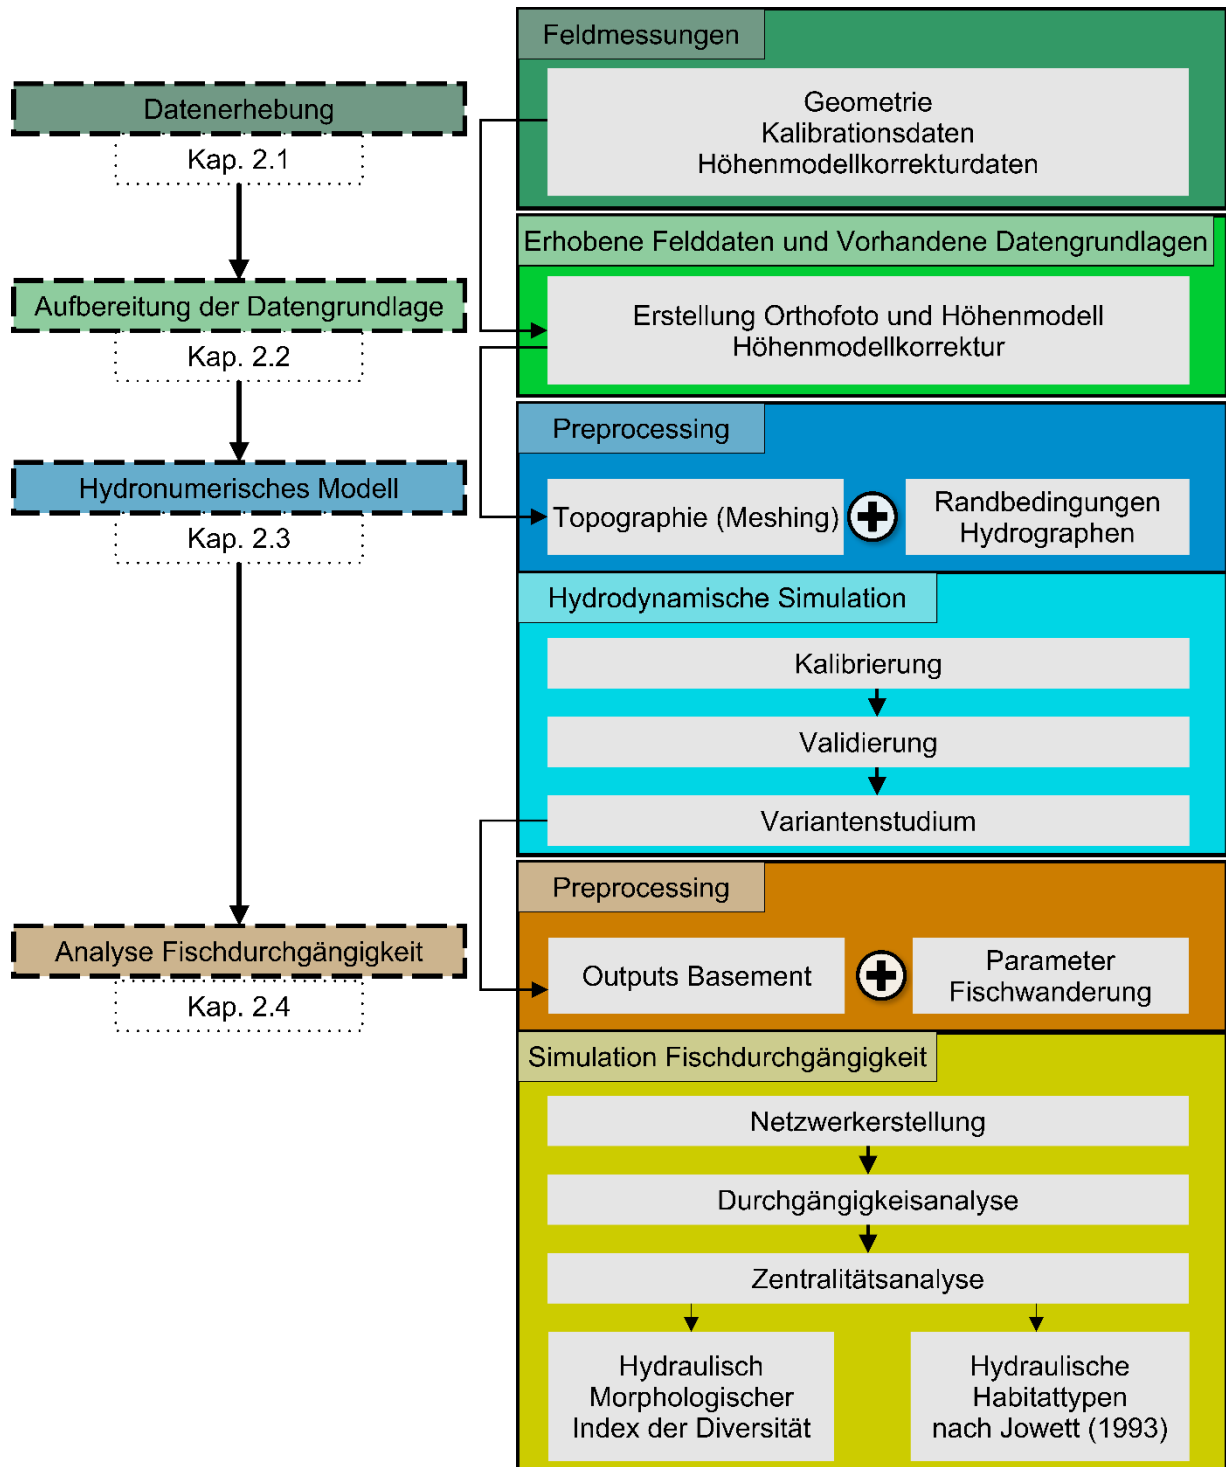 Datenerhebung
Kap. 2.1
Aufbereitung der Datengrundlage
Kap. 2.2
Hydronumerisches Modell
Kap. 2.3
Analyse Fischdurchgängigkeit
Kap. 2.4
Feldmessungen
Geometrie
Kalibrationsdaten
Höhenmodellkorrekturdaten
Erhobene Felddaten und Vorhandene Datengrundlagen
Erstellung Orthofoto und Höhenmodell
Höhenmodellkorrektur
Preprocessing
Topographie (Meshing)
Randbedingungen
Hydrographen
Hydrodynamische Simulation
Kalibrierung
Validierung
Variantenstudium
Preprocessing
Outputs Basement
Parameter
Fischwanderung
Simulation Fischdurchgängigkeit
Netzwerkerstellung
Durchgängigkeisanalyse
Zentralitätsanalyse
Hydraulisch
Morphologischer
Index der Diversität
Hydraulische
Habitattypen
nach Jowett (1993)